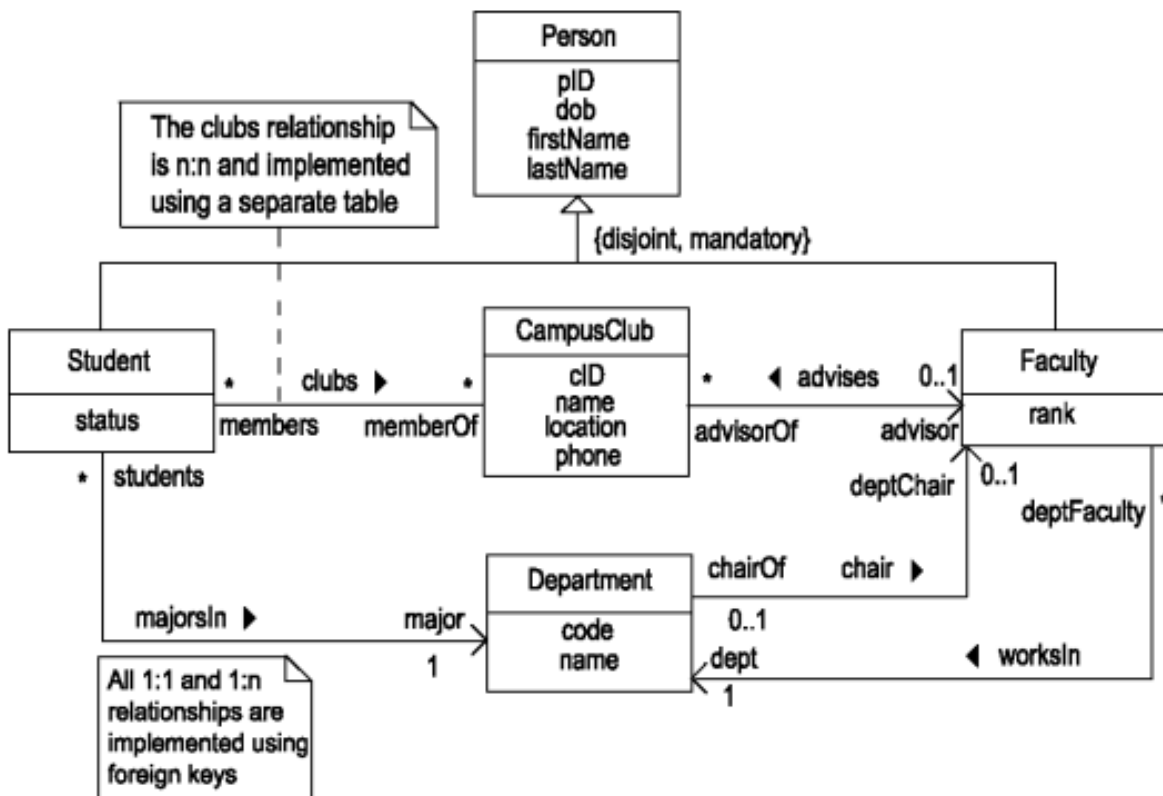 Person
pID
dob
firstName
lastName
The clubs relationship
is n:n and implemented
using a separate table
{disjoint, mandatory}
Student
status
* clubs ▶ *
members memberOf
CampusClub
cID
name
location
phone
* ◀ advises 0..1
advisorOf advisor
Faculty
rank
* students
deptChair 0..1
deptFaculty
Department
code
name
chairOf chair ▶
0..1
majorsIn ▶ major
1
dept ◀ worksIn
1
All 1:1 and 1:n
relationships are
implemented using
foreign keys